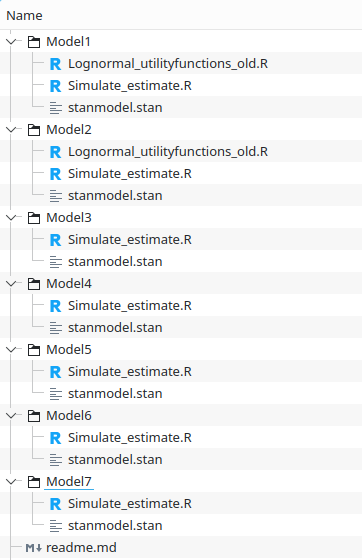 Name
Model1
Lognormal_utilityfunctions_old.R
Simulate_estimate.R
stanmodel.stan
Model2
Lognormal_utilityfunctions_old.R
Simulate_estimate.R
stanmodel.stan
Model3
Simulate_estimate.R
stanmodel.stan
Model4
Simulate_estimate.R
stanmodel.stan
Model5
Simulate_estimate.R
stanmodel.stan
Model6
Simulate_estimate.R
stanmodel.stan
Model7
Simulate_estimate.R
stanmodel.stan
readme.md